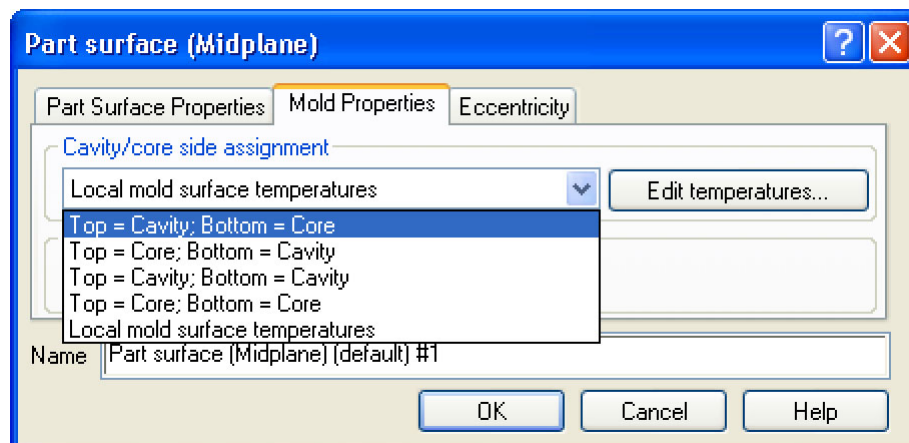 Part surface (Midplane)
Part Surface Properties Mold Properties Eccentricity
Cavity/core side assignment
Local mold surface temperatures Edit temperatures...
Top = Cavity; Bottom = Core
Top = Core; Bottom = Cavity
Top = Cavity; Bottom = Cavity
Top = Core; Bottom = Core
Local mold surface temperatures
Name Part surface (Midplane) (default) #1
OK Cancel Help